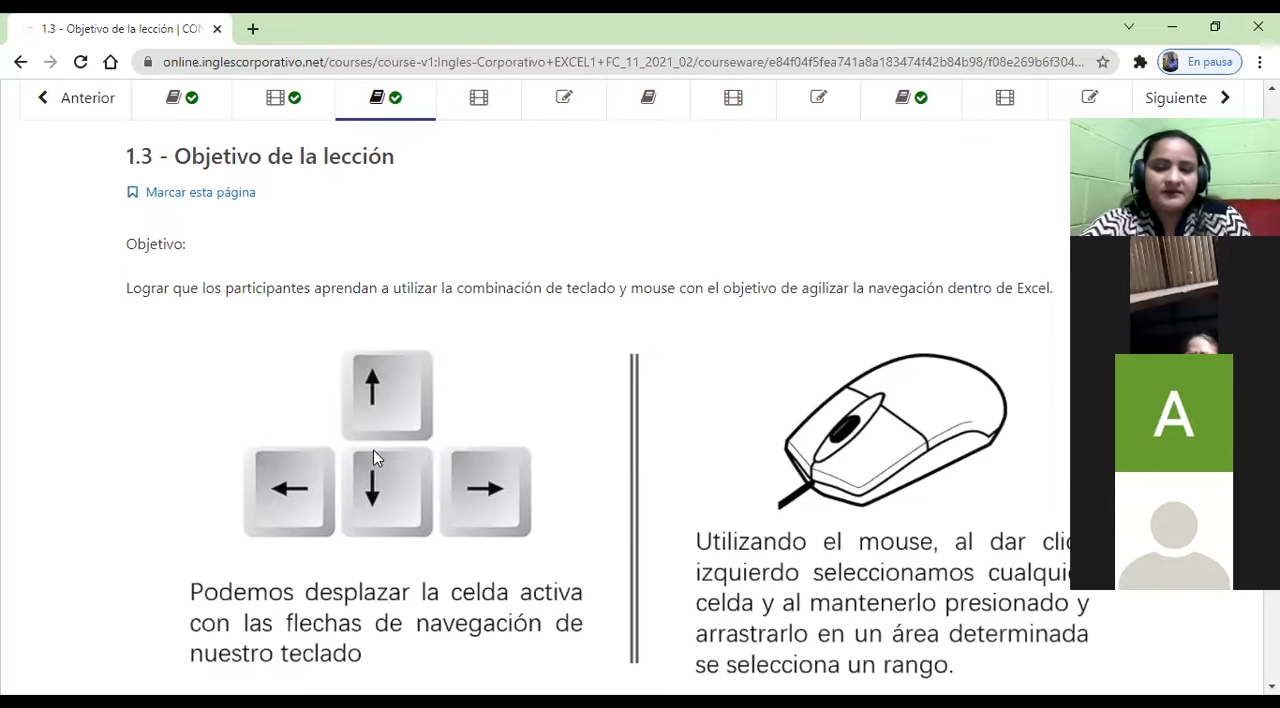 1.3 - Objetivo de la lección | CON
online.inglescorporativo.net/courses/course-v1:Ingles-Corporativo+EXCEL1+FC_11_2021_02/courseware/e84f04f5fea741a8a183474f42b84b98/f08e269b6f304...
En pausa
Anterior
Siguiente
1.3 - Objetivo de la lección
Marcar esta página
Objetivo:
Lograr que los participantes aprendan a utilizar la combinación de teclado y mouse con el objetivo de agilizar la navegación dentro de Excel.
Podemos desplazar la celda activa
con las flechas de navegación de
nuestro teclado
Utilizando el mouse, al dar clic
izquierdo seleccionamos cualquie
celda y al mantenerlo presionado y
arrastrarlo en un área determinada
se selecciona un rango.
A